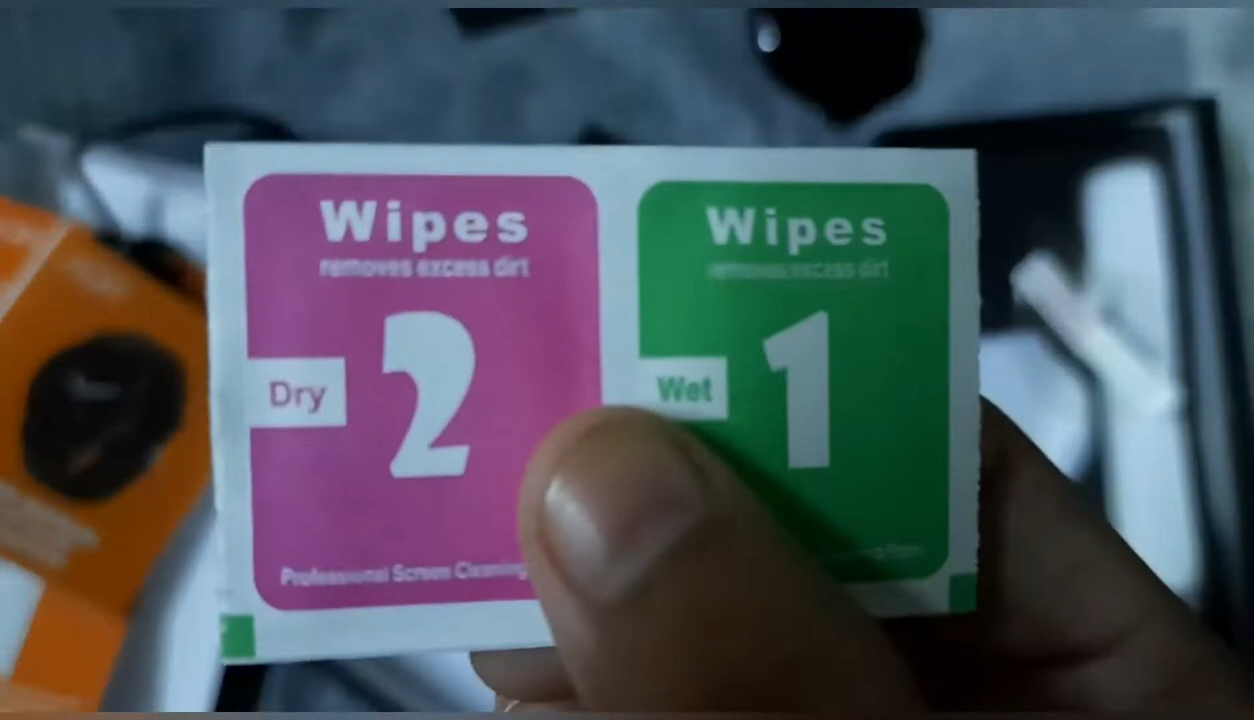 Wipes
removes excess dirt
2
Dry
Professional Screen Cleaning
Wipes
removes excess dirt
1
Wet